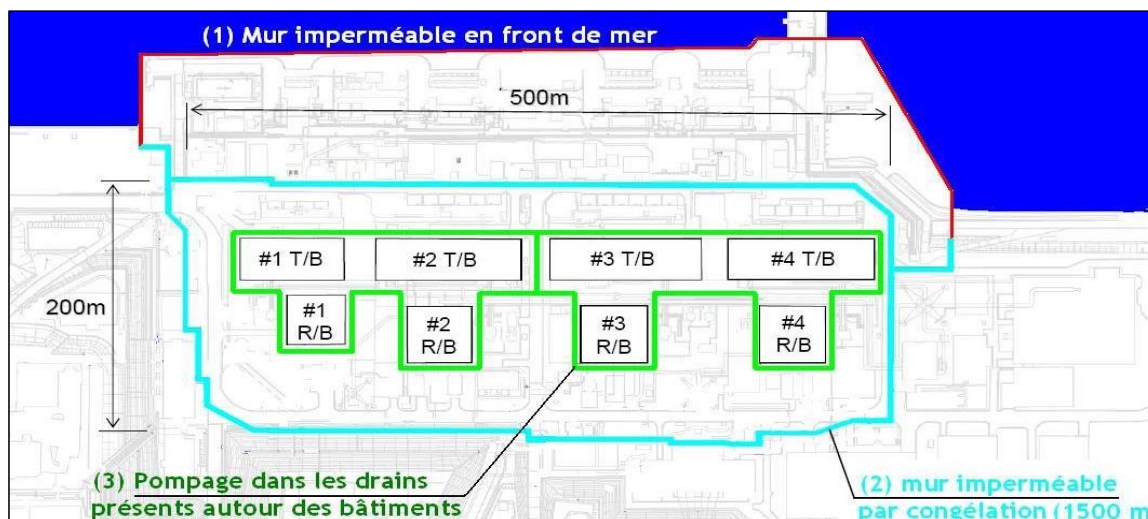 (1) Mur imperméable en front de mer
500m
200m
#1 T/B
#2 T/B
#3 T/B
#4 T/B
#1
R/B
#2
R/B
#3
R/B
#4
R/B
(3) Pompage dans les drains
présents autour des bâtiments
(2) mur imperméable
par congélation (1500 m